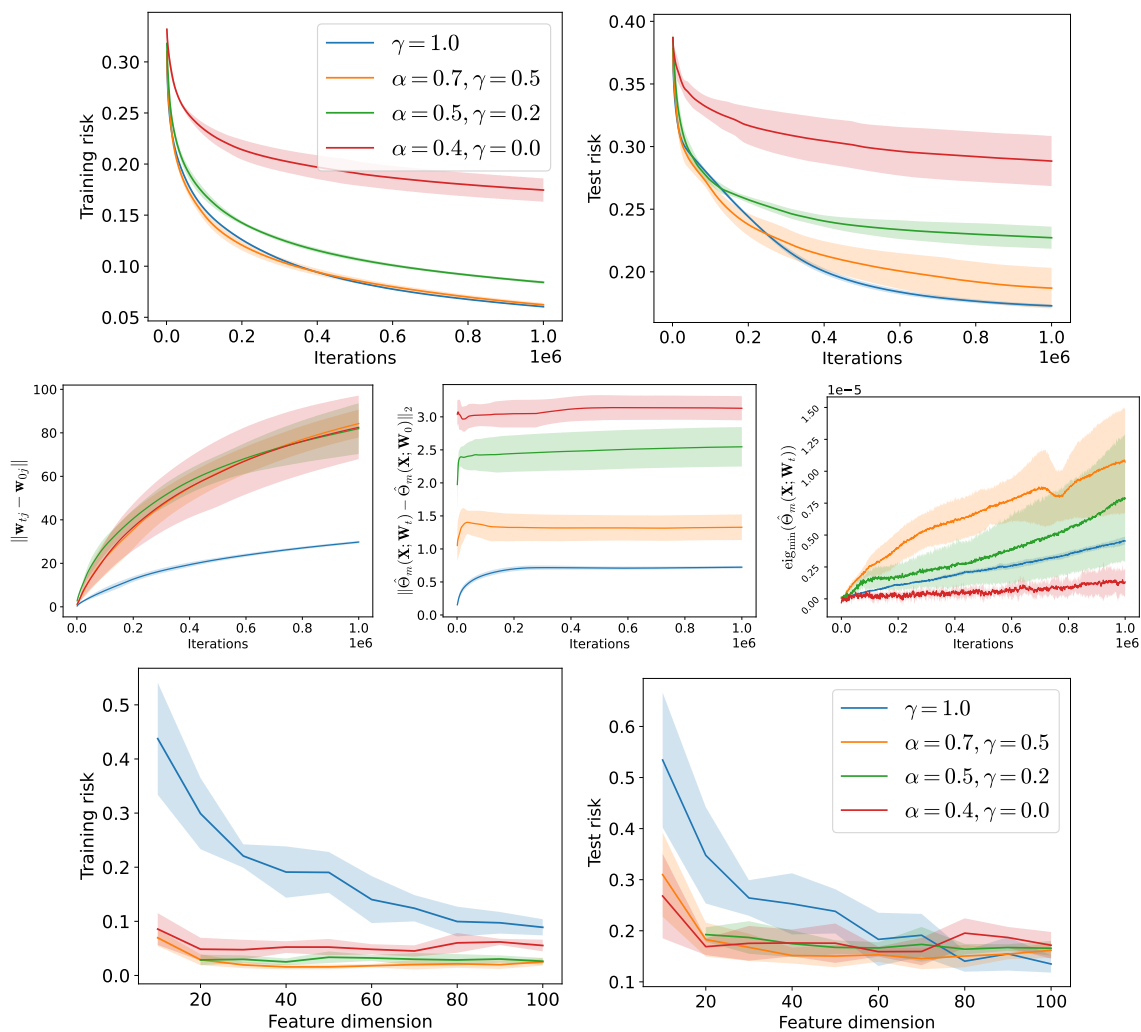 0.30
0.25
0.20
0.15
0.10
0.05
Training risk
γ = 1.0
α = 0.7, γ = 0.5
α = 0.5, γ = 0.2
α = 0.4, γ = 0.0
0.0 0.2 0.4 0.6 0.8 1.0
Iterations
1e6
0.40
0.35
0.30
0.25
0.20
Test risk
0.0 0.2 0.4 0.6 0.8 1.0
Iterations
1e6
100
80
60
40
20
0
‖w_{tj} − w_{0j}‖
0.0 0.2 0.4 0.6 0.8 1.0
Iterations
1e6
3.0
2.5
2.0
1.5
1.0
0.5
0.0
‖Θ̂_m(X; W_t) − Θ̂_m(X; W_0)‖_2
0.0 0.2 0.4 0.6 0.8 1.0
Iterations
1e6
1e−5
1.50
1.25
1.00
0.75
0.50
0.25
0.00
eig_min(Θ̂_m(X; W_t))
0.0 0.2 0.4 0.6 0.8 1.0
Iterations
1e6
0.5
0.4
0.3
0.2
0.1
0.0
Training risk
20 40 60 80 100
Feature dimension
0.6
0.5
0.4
0.3
0.2
0.1
Test risk
γ = 1.0
α = 0.7, γ = 0.5
α = 0.5, γ = 0.2
α = 0.4, γ = 0.0
20 40 60 80 100
Feature dimension